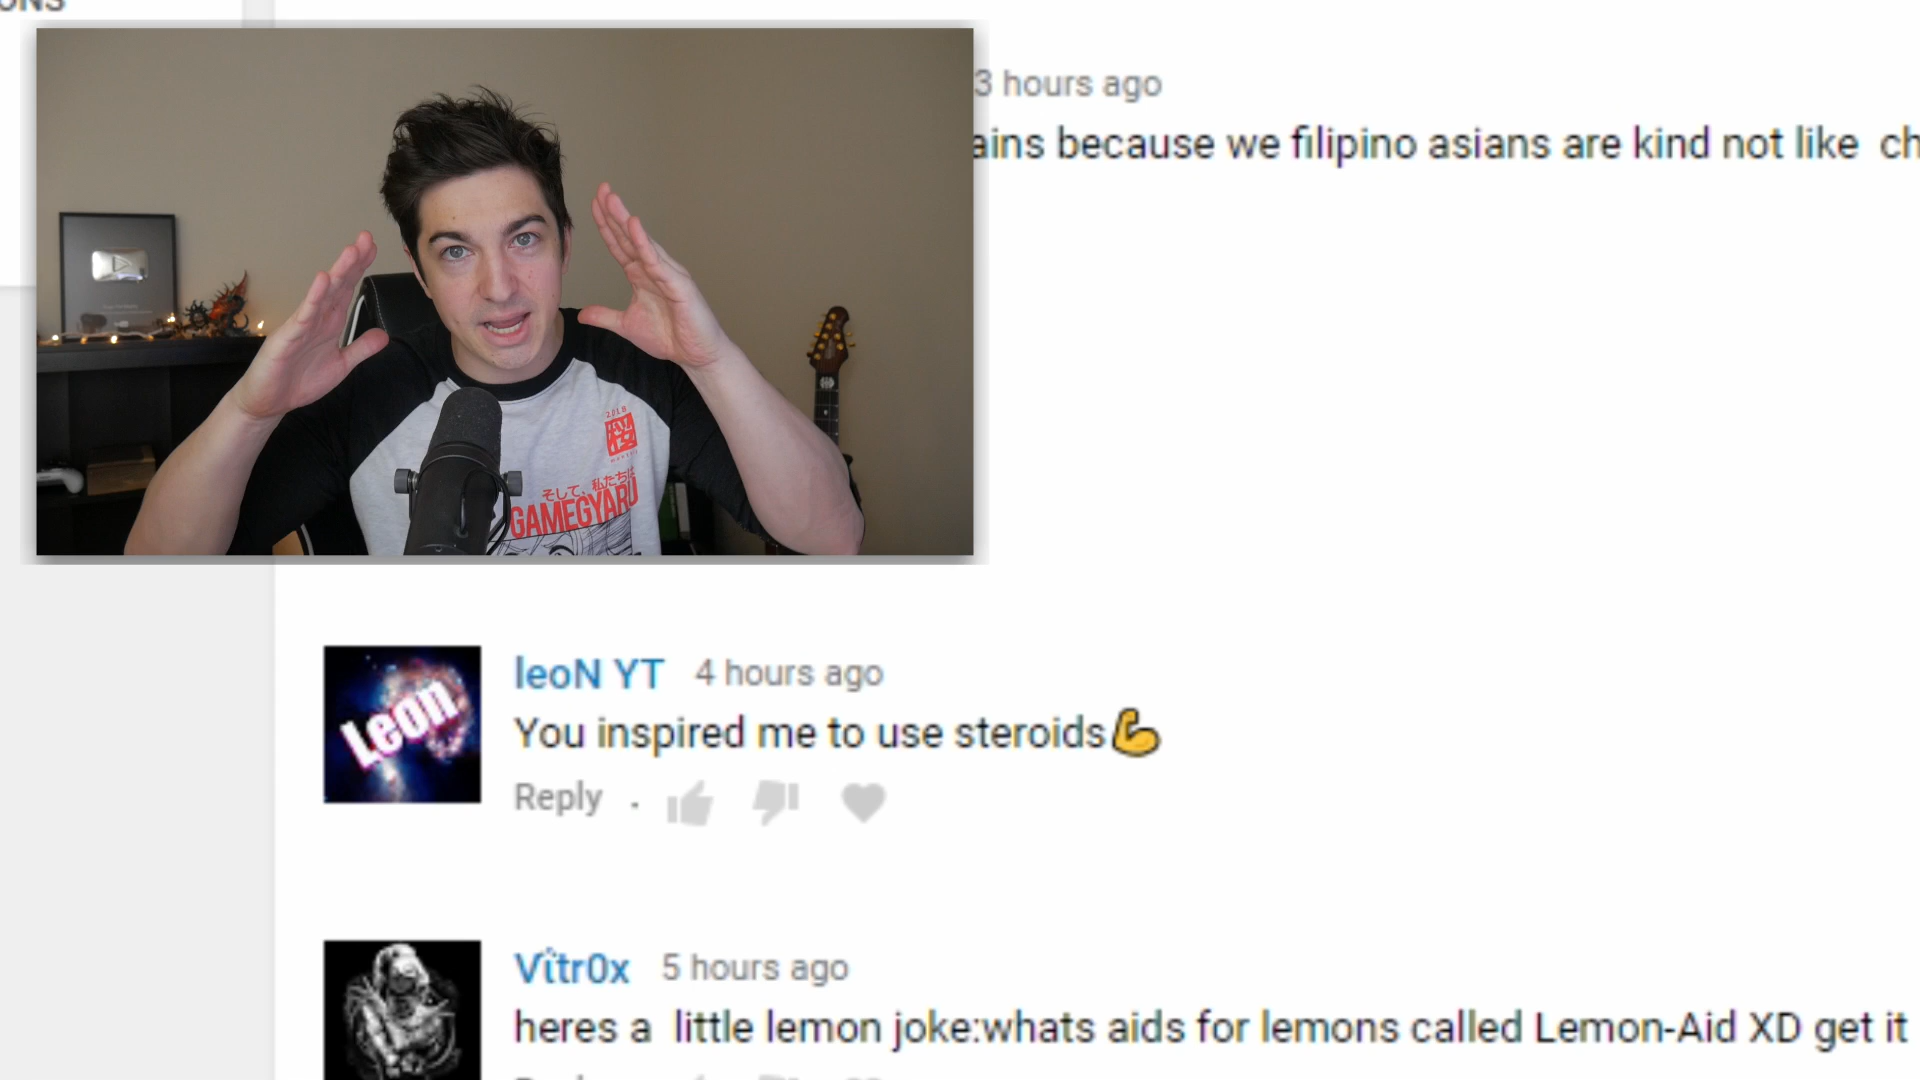 ONS
3 hours ago
ains because we filipino asians are kind not like ch
2018
そして、私たちは
GAMEGYARU
Leon
leoN YT 4 hours ago
You inspired me to use steroids💪
Reply
Vïtr0x 5 hours ago
heres a little lemon joke:whats aids for lemons called Lemon-Aid XD get it